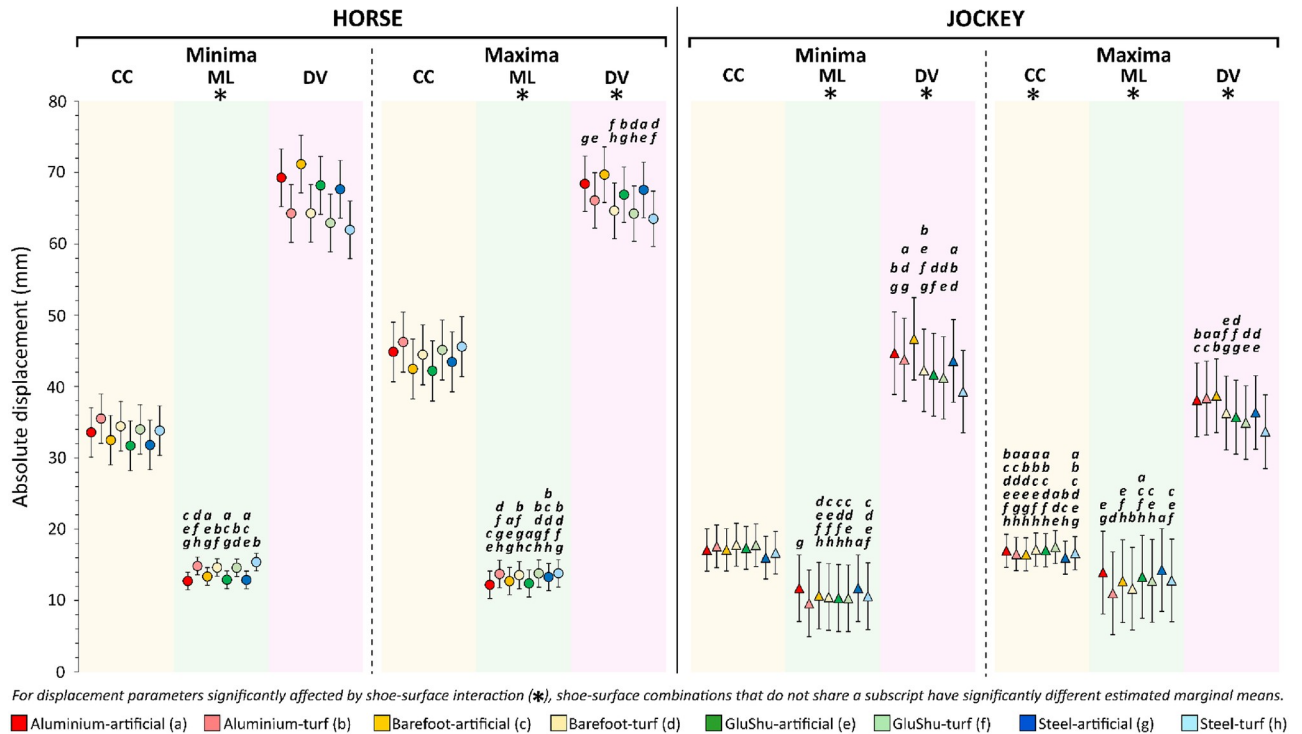 HORSE JOCKEY
Minima Maxima Minima Maxima
CC ML DV CC ML DV CC ML DV CC ML DV
* * * * * * * *
80
70
60
50
40
30
20
10
0
Absolute displacement (mm)
For displacement parameters significantly affected by shoe-surface interaction (*), shoe-surface combinations that do not share a subscript have significantly different estimated marginal means.
Aluminium-artificial (a) Aluminium-turf (b) Barefoot-artificial (c) Barefoot-turf (d) GluShu-artificial (e) GluShu-turf (f) Steel-artificial (g) Steel-turf (h)